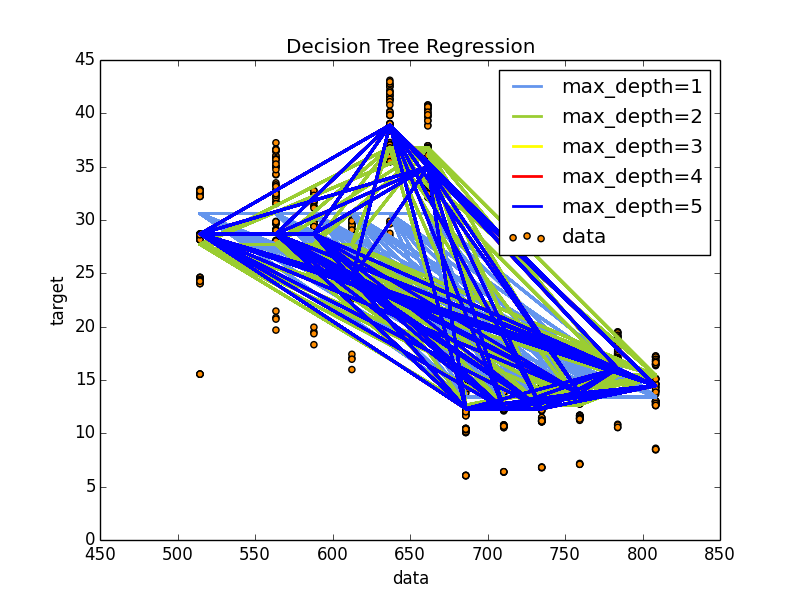 Decision Tree Regression
45
40
35
30
25
20
15
10
5
0
target
max_depth=1
max_depth=2
max_depth=3
max_depth=4
max_depth=5
data
450 500 550 600 650 700 750 800 850
data